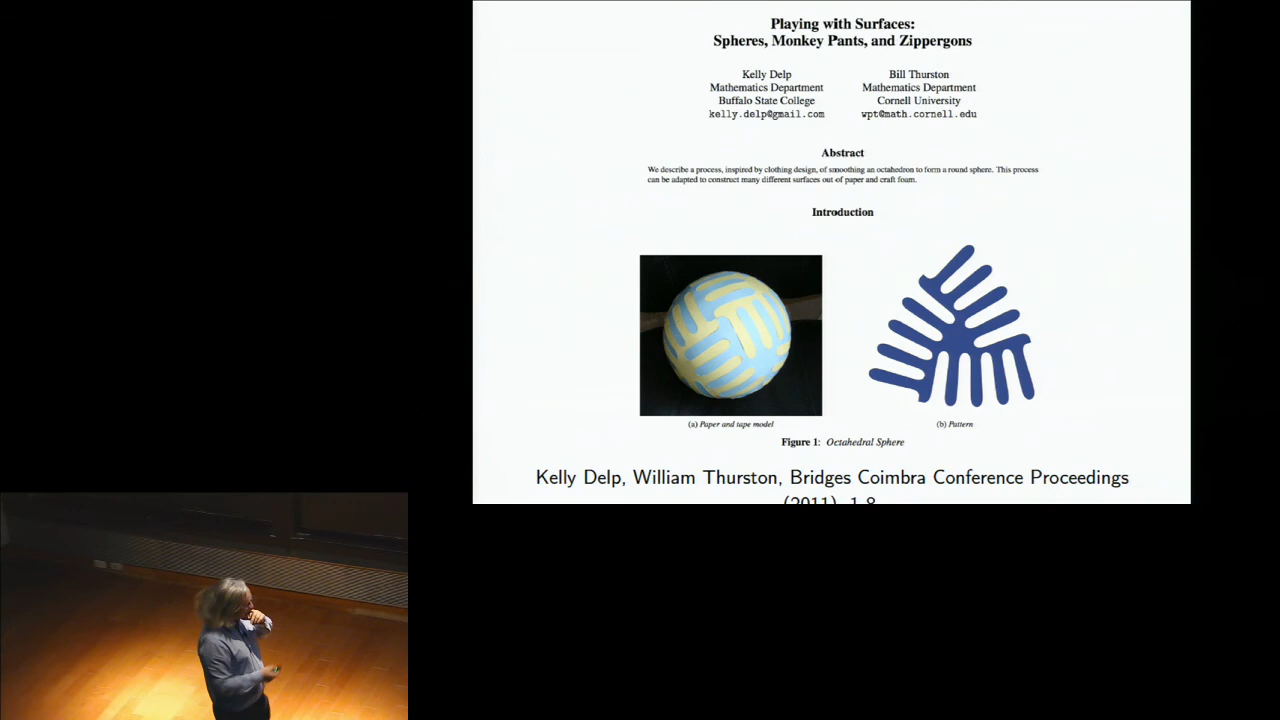 Playing with Surfaces:
Spheres, Monkey Pants, and Zippergons
Kelly Delp
Mathematics Department
Buffalo State College
kelly.delp@gmail.com
Bill Thurston
Mathematics Department
Cornell University
wpt@math.cornell.edu
Abstract
We describe a process, inspired by clothing design, of smoothing an octahedron to form a round sphere. This process
can be adapted to construct many different surfaces out of paper and craft foam.
Introduction
(a) Paper and tape model
(b) Pattern
Figure 1: Octahedral Sphere
Kelly Delp, William Thurston, Bridges Coimbra Conference Proceedings
(2011), 1-8